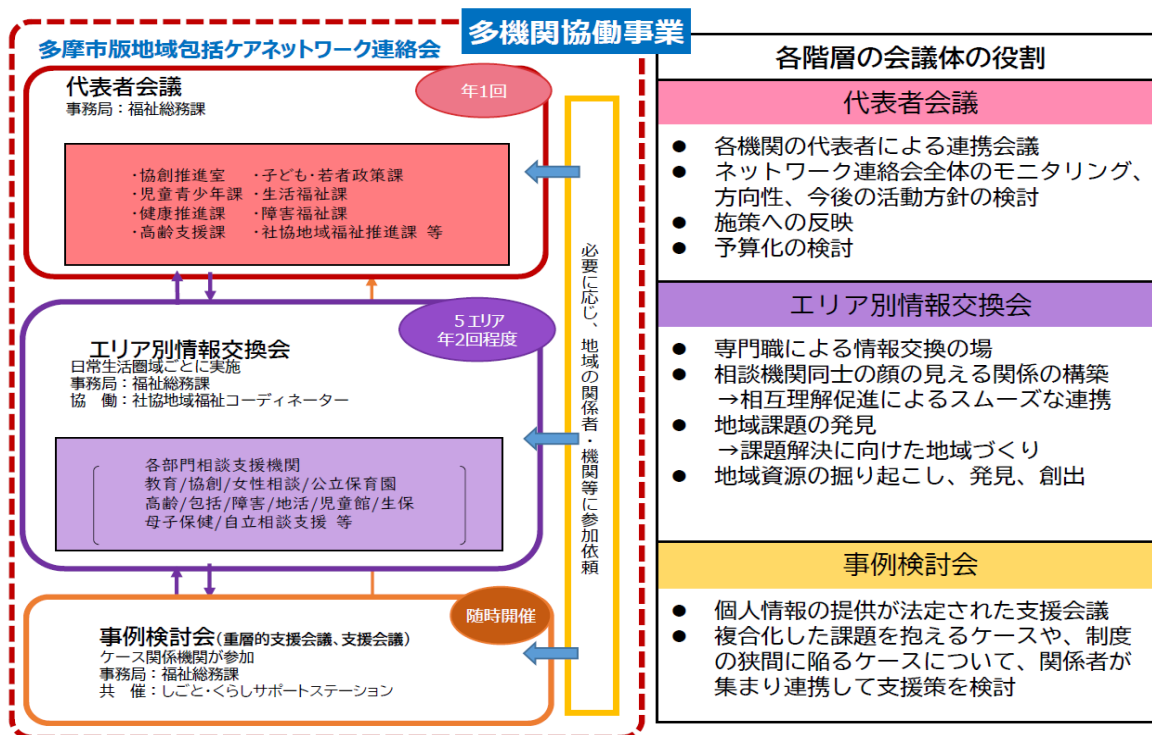 多機関協働事業
多摩市版地域包括ケアネットワーク連絡会
代表者会議
事務局：福祉総務課
年1回
・協創推進室　・子ども・若者政策課
・児童青少年課　・生活福祉課
・健康推進課　・障害福祉課
・高齢支援課　・社協地域福祉推進課 等
5エリア
年2回程度
エリア別情報交換会
日常生活圏域ごとに実施
事務局：福祉総務課
協　働：社協地域福祉コーディネーター
各部門相談支援機関
教育/協創/女性相談/公立保育園
高齢/包括/障害/地活/児童館/生保
母子保健/自立相談支援 等
随時開催
事例検討会(重層的支援会議、支援会議)
ケース関係機関が参加
事務局：福祉総務課
共　催：しごと・くらしサポートステーション
必要に応じ、地域の関係者・機関等に参加依頼
各階層の会議体の役割
代表者会議
● 各機関の代表者による連携会議
● ネットワーク連絡会全体のモニタリング、
方向性、今後の活動方針の検討
● 施策への反映
● 予算化の検討
エリア別情報交換会
● 専門職による情報交換の場
● 相談機関同士の顔の見える関係の構築
→相互理解促進によるスムーズな連携
● 地域課題の発見
→課題解決に向けた地域づくり
● 地域資源の掘り起こし、発見、創出
事例検討会
● 個人情報の提供が法定された支援会議
● 複合化した課題を抱えるケースや、制度
の狭間に陥るケースについて、関係者が
集まり連携して支援策を検討